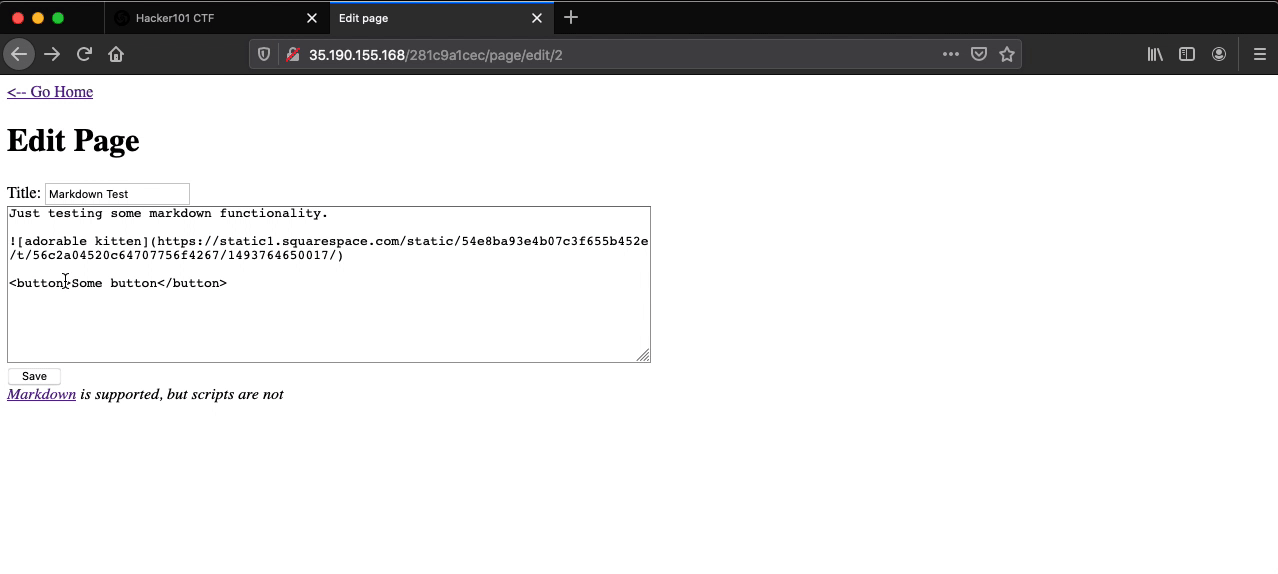 Hacker101 CTF
Edit page
35.190.155.168/281c9a1cec/page/edit/2
<-- Go Home
Edit Page
Title: Markdown Test
Just testing some markdown functionality.
![adorable kitten](https://static1.squarespace.com/static/54e8ba93e4b07c3f655b452e
/t/56c2a04520c64707756f4267/1493764650017/)
<button>Some button</button>
Save
Markdown is supported, but scripts are not